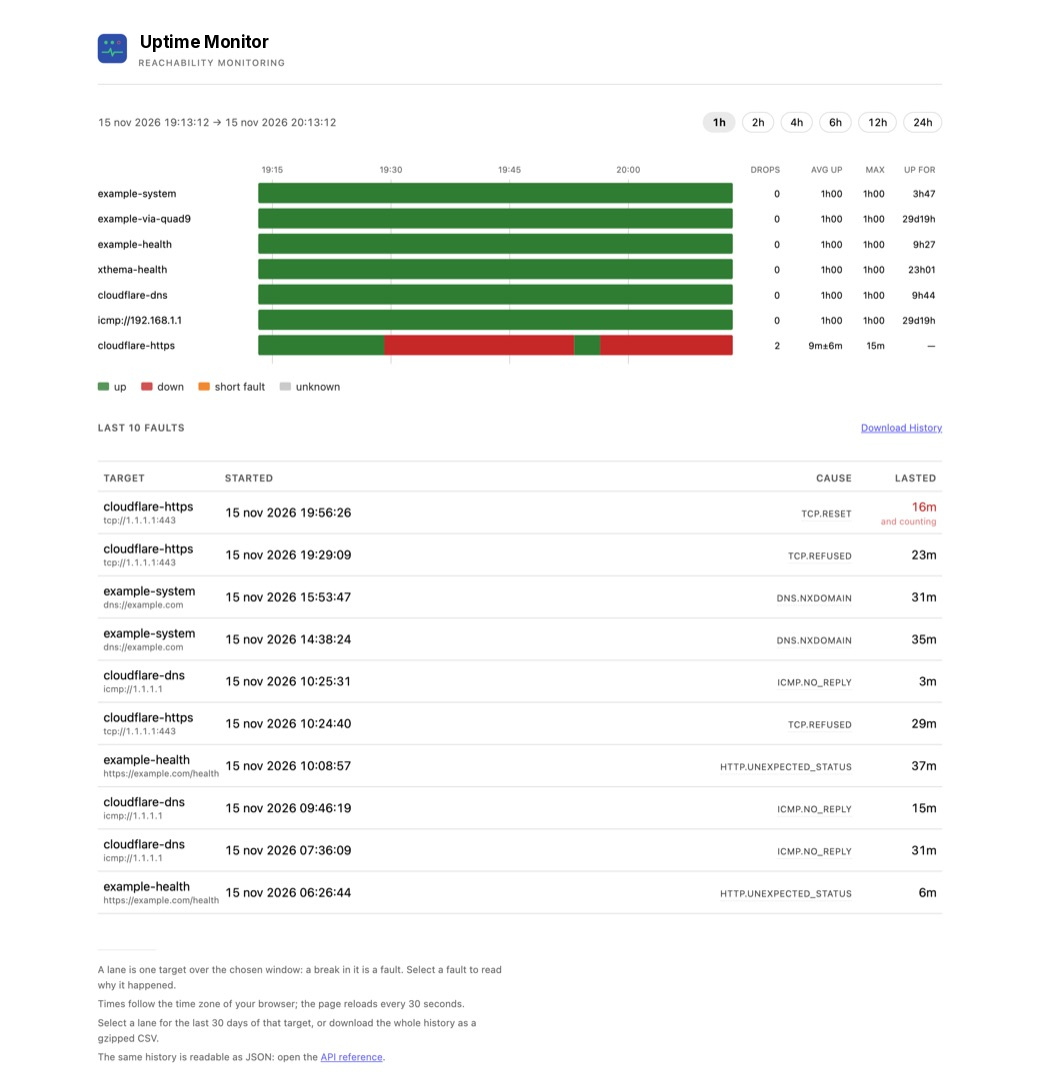 Uptime Monitor
REACHABILITY MONITORING
15 nov 2026 19:13:12 → 15 nov 2026 20:13:12
1h 2h 4h 6h 12h 24h
19:15 19:30 19:45 20:00 DROPS AVG UP MAX UP FOR
example-system 0 1h00 1h00 3h47
example-via-quad9 0 1h00 1h00 29d19h
example-health 0 1h00 1h00 9h27
xthema-health 0 1h00 1h00 23h01
cloudflare-dns 0 1h00 1h00 9h44
icmp://192.168.1.1 0 1h00 1h00 29d19h
cloudflare-https 2 9m±6m 15m —
up down short fault unknown
LAST 10 FAULTS Download History
TARGET STARTED CAUSE LASTED
cloudflare-https 15 nov 2026 19:56:26 TCP.RESET 16m
tcp://1.1.1.1:443 and counting
cloudflare-https 15 nov 2026 19:29:09 TCP.REFUSED 23m
tcp://1.1.1.1:443
example-system 15 nov 2026 15:53:47 DNS.NXDOMAIN 31m
dns://example.com
example-system 15 nov 2026 14:38:24 DNS.NXDOMAIN 35m
dns://example.com
cloudflare-dns 15 nov 2026 10:25:31 ICMP.NO_REPLY 3m
icmp://1.1.1.1
cloudflare-https 15 nov 2026 10:24:40 TCP.REFUSED 29m
tcp://1.1.1.1:443
example-health 15 nov 2026 10:08:57 HTTP.UNEXPECTED_STATUS 37m
https://example.com/health
cloudflare-dns 15 nov 2026 09:46:19 ICMP.NO_REPLY 15m
icmp://1.1.1.1
cloudflare-dns 15 nov 2026 07:36:09 ICMP.NO_REPLY 31m
icmp://1.1.1.1
example-health 15 nov 2026 06:26:44 HTTP.UNEXPECTED_STATUS 6m
https://example.com/health
A lane is one target over the chosen window: a break in it is a fault. Select a fault to read
why it happened.
Times follow the time zone of your browser; the page reloads every 30 seconds.
Select a lane for the last 30 days of that target, or download the whole history as a
gzipped CSV.
The same history is readable as JSON: open the API reference.